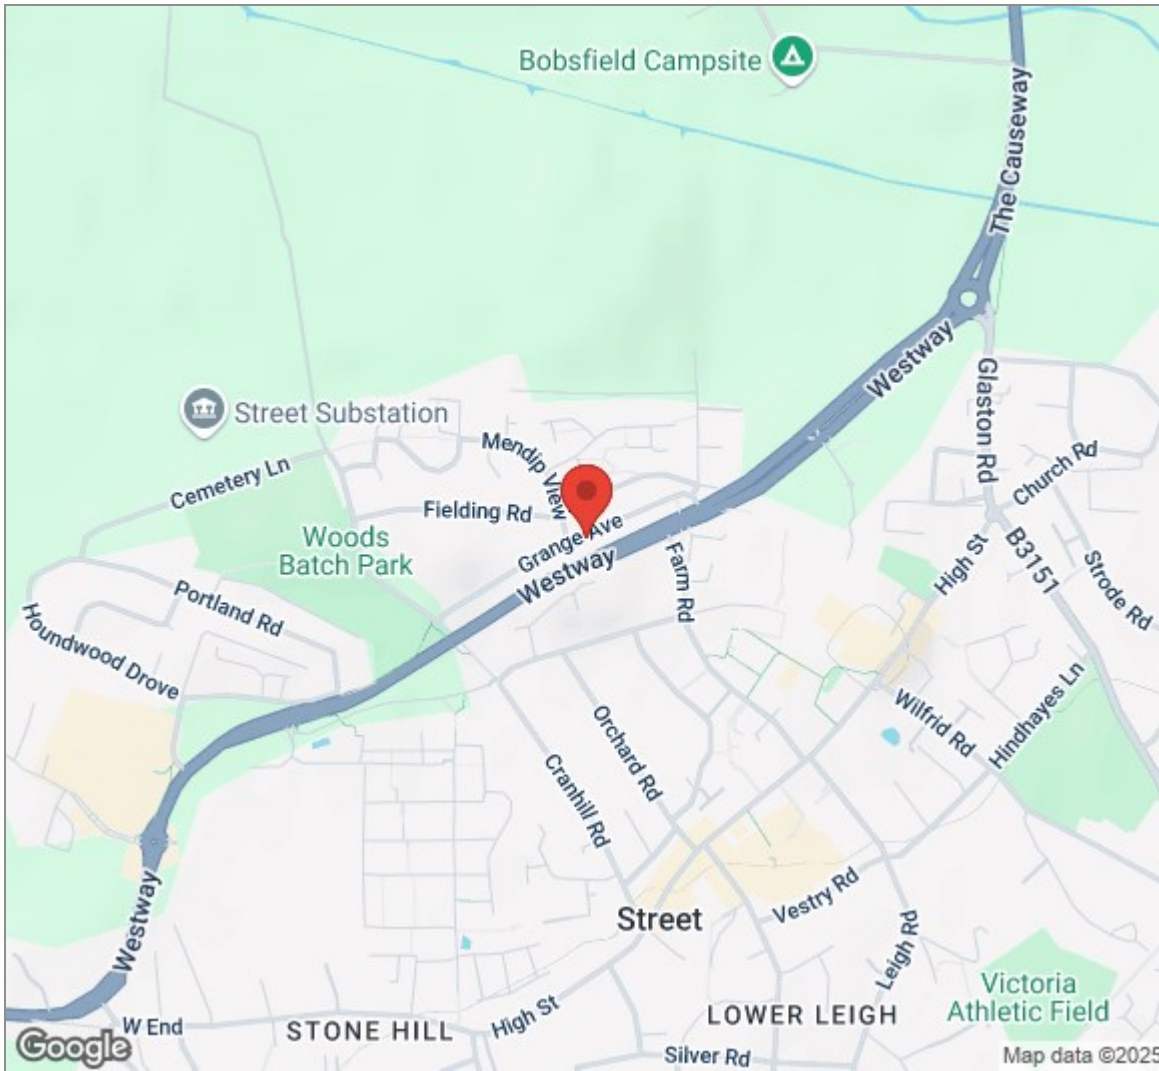 Bobsfield Campsite
The Causeway
Westway
Glaston Rd
Street Substation
Mendip View
Church Rd
Cemetery Ln
Fielding Rd
Grange Ave
Woods
Batch Park
Westway
Farm Rd
High St
B3151
Strode Rd
Portland Rd
Houndwood Drove
Wilfrid Rd
Hindhayes Ln
Orchard Rd
Cranhill Rd
Westway
Vestry Rd
Street
Leigh Rd
Victoria
Athletic Field
W End
STONE HILL
High St
LOWER LEIGH
Silver Rd
Google
Map data ©2025